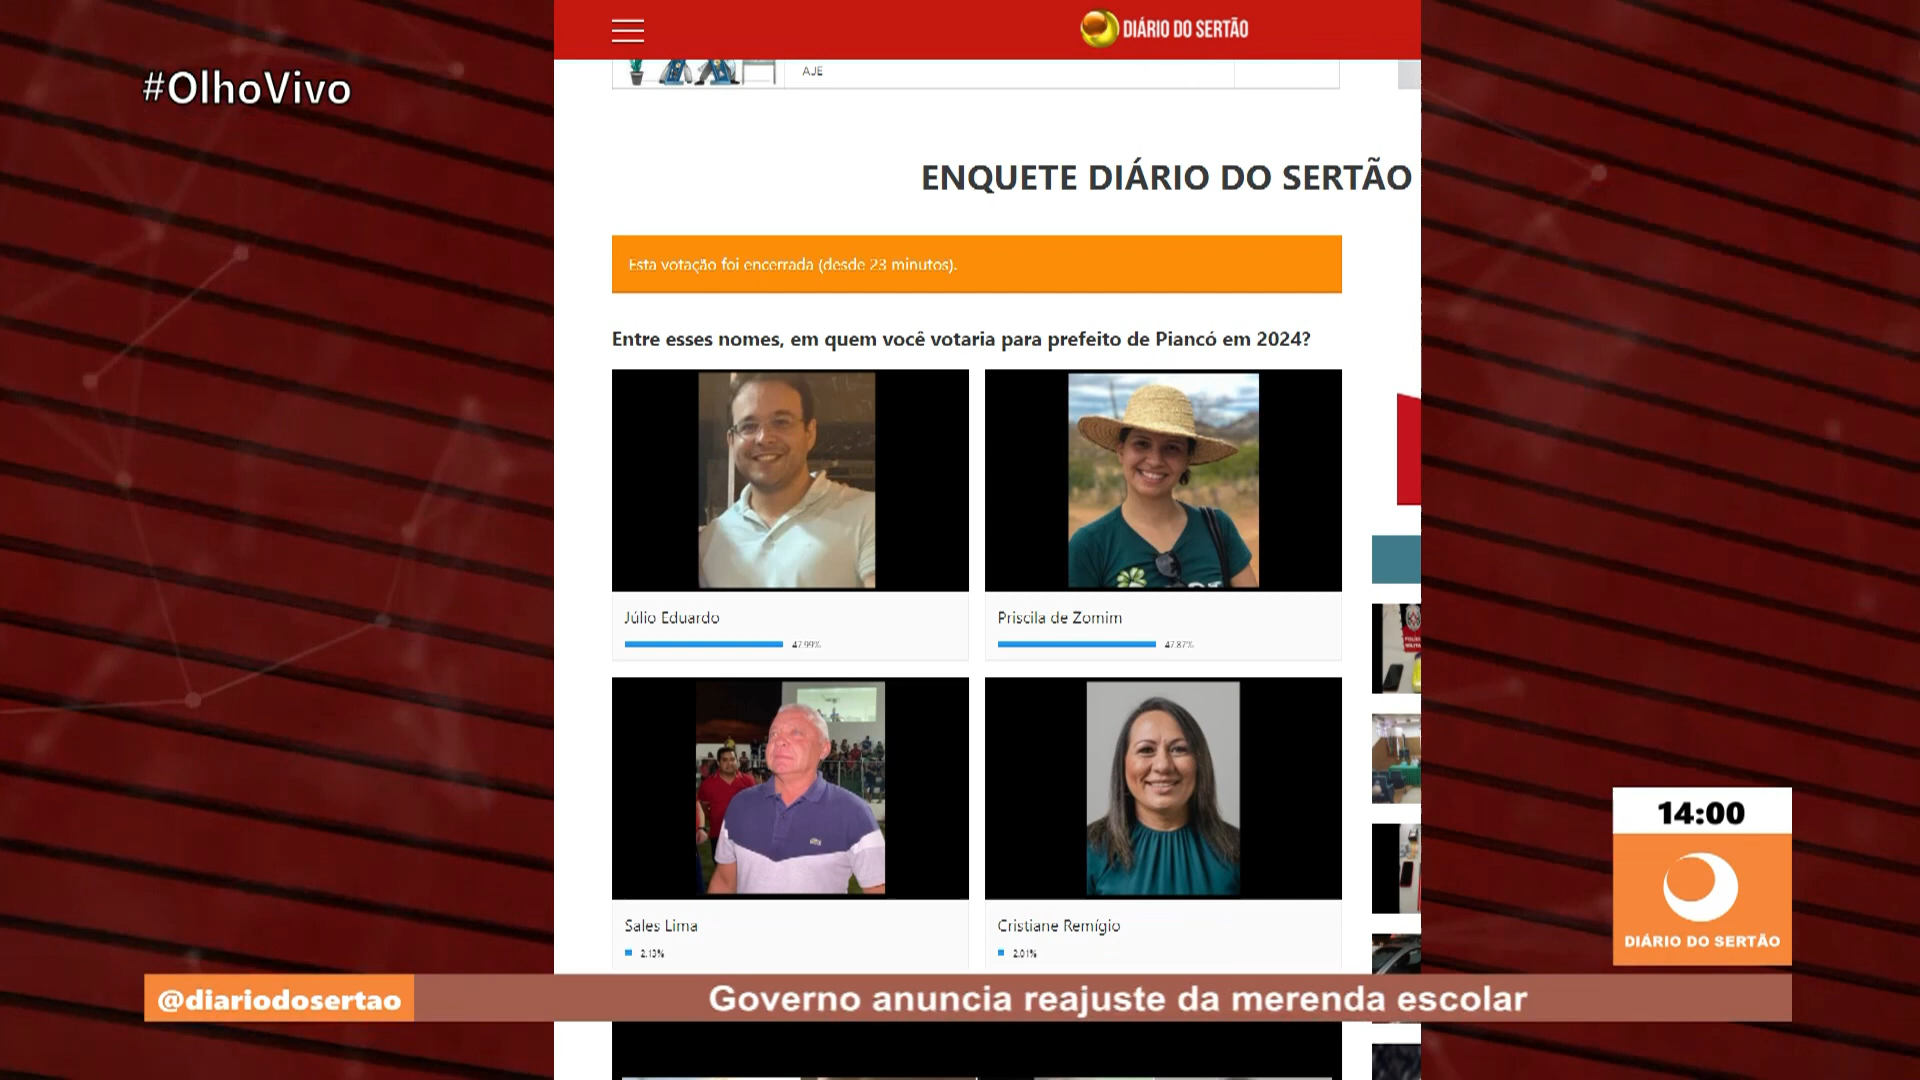 #OlhoVivo
DIÁRIO DO SERTÃO
AJE
ENQUETE DIÁRIO DO SERTÃO
Esta votação foi encerrada (desde 23 minutos).
Entre esses nomes, em quem você votaria para prefeito de Piancó em 2024?
Júlio Eduardo
47.99%
Priscila de Zomim
47.87%
Sales Lima
2.13%
Cristiane Remígio
2.01%
14:00
DIÁRIO DO SERTÃO
@diariodosertao
Governo anuncia reajuste da merenda escolar